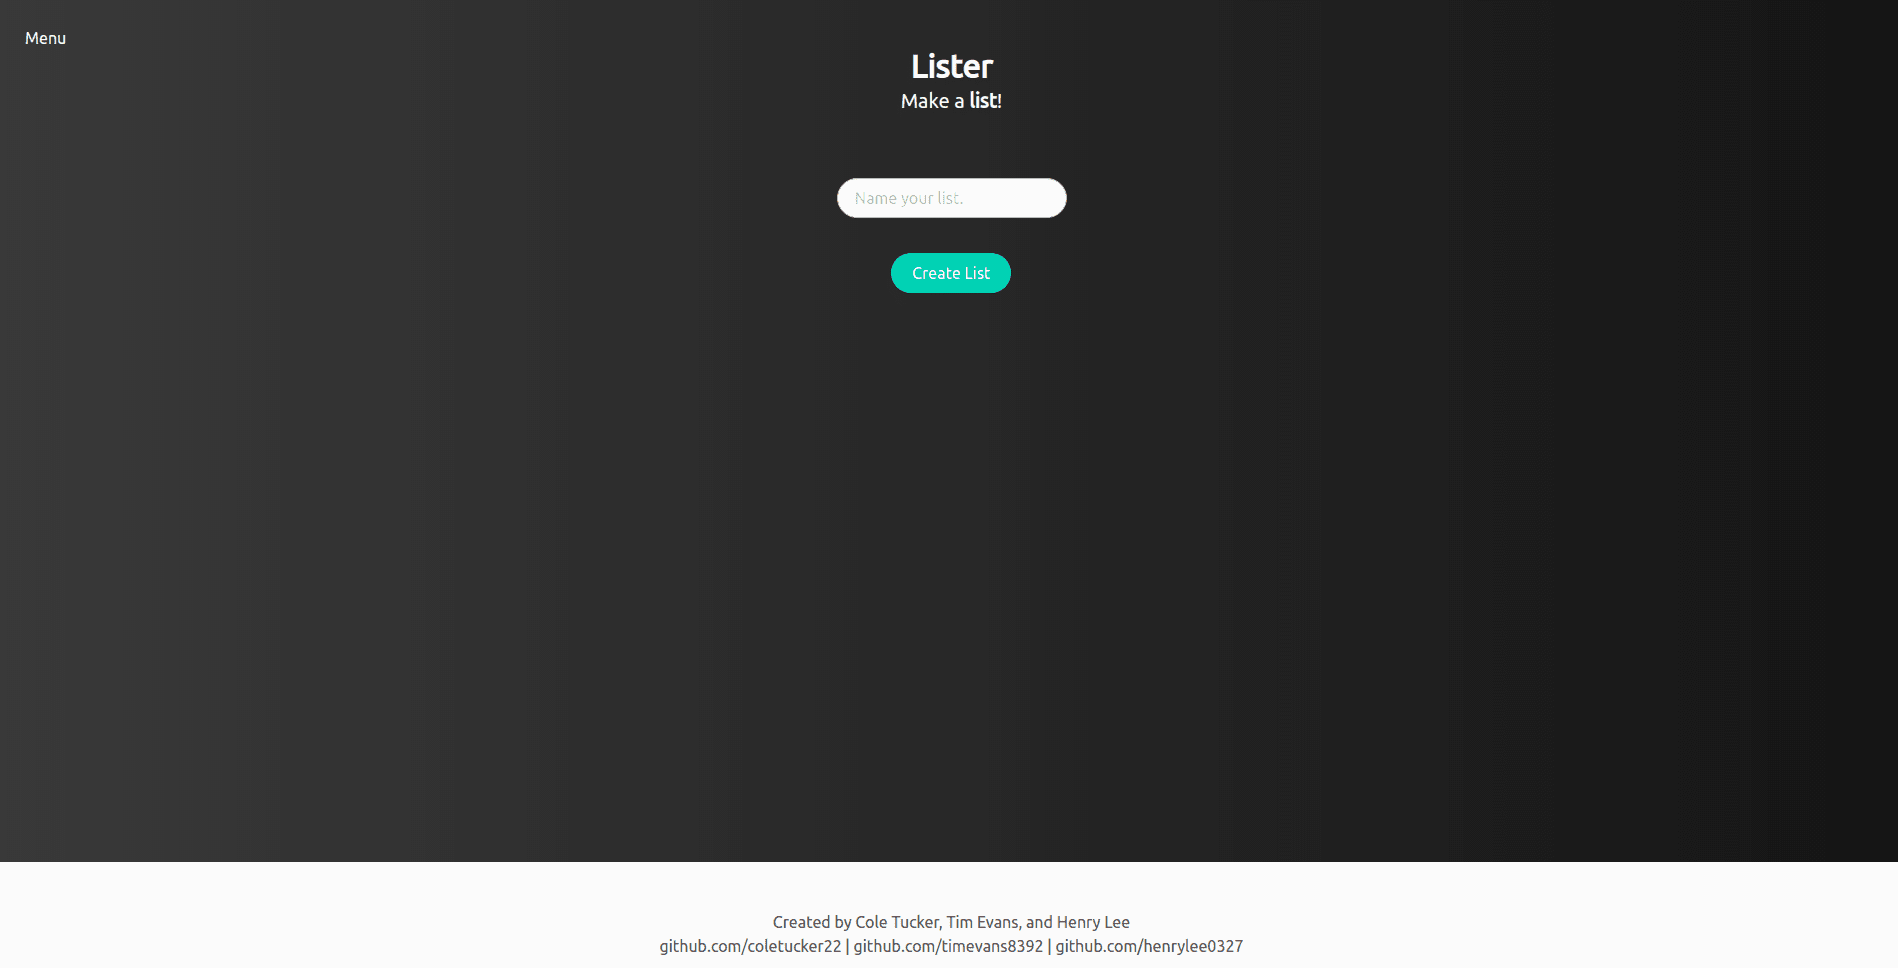 Menu
Lister
Make a list!
Name your list.
Create List
Created by Cole Tucker, Tim Evans, and Henry Lee
github.com/coletucker22 | github.com/timevans8392 | github.com/henrylee0327